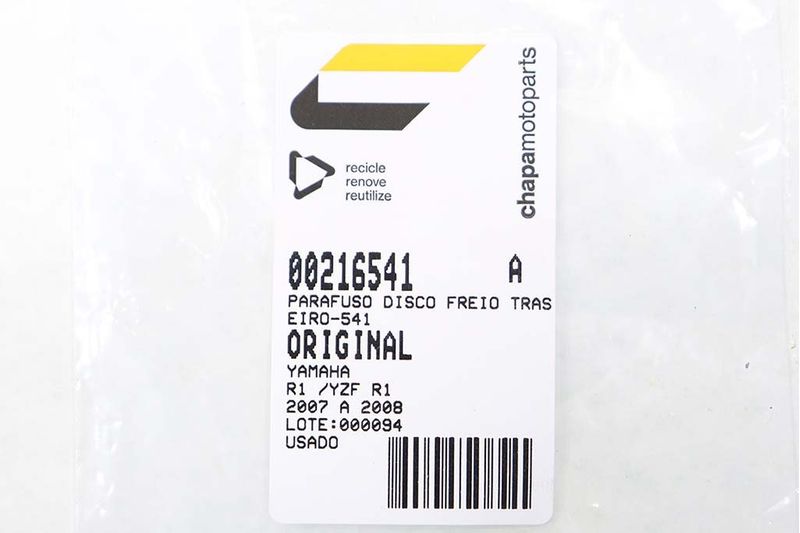 chapamotoparts
recicle
renove
reutilize
00216541 A
PARAFUSO DISCO FREIO TRAS
EIRO-541
ORIGINAL
YAMAHA
R1 /YZF R1
2007 A 2008
LOTE:000094
USADO